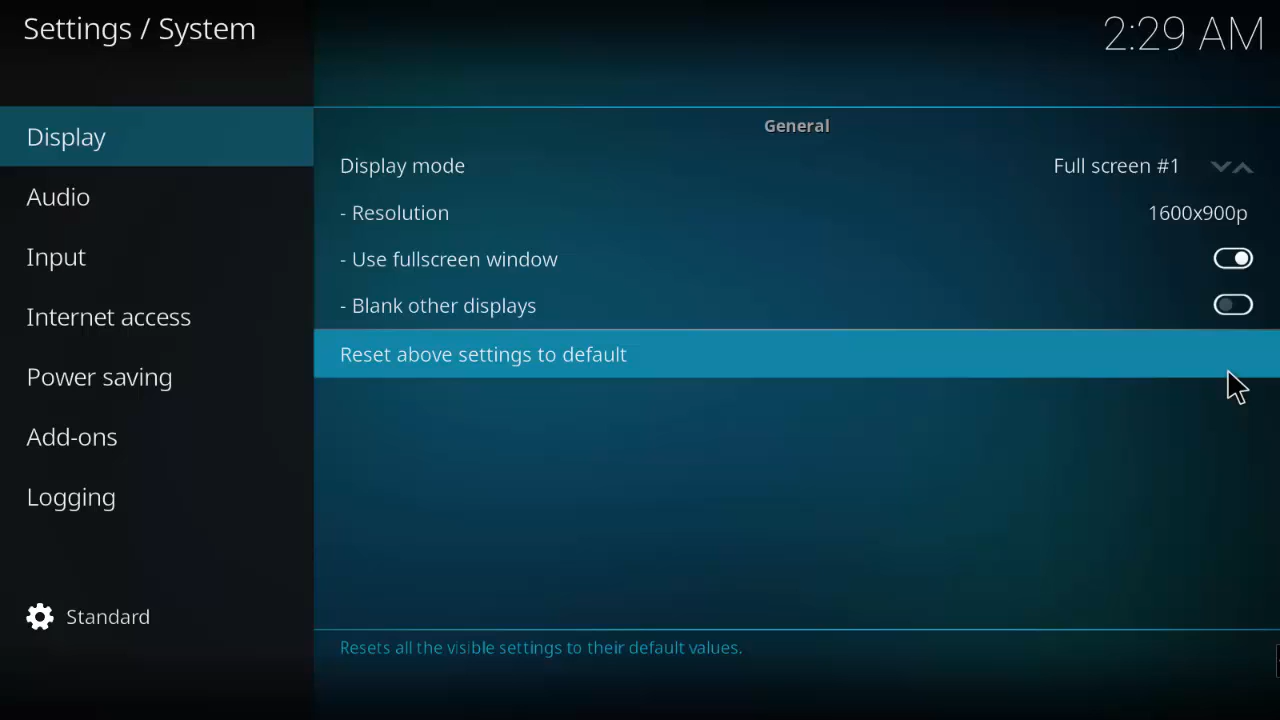 Settings / System
2:29 AM
Display
Audio
Input
Internet access
Power saving
Add-ons
Logging
Standard
General
Display mode Full screen #1
- Resolution 1600x900p
- Use fullscreen window
- Blank other displays
Reset above settings to default
Resets all the visible settings to their default values.